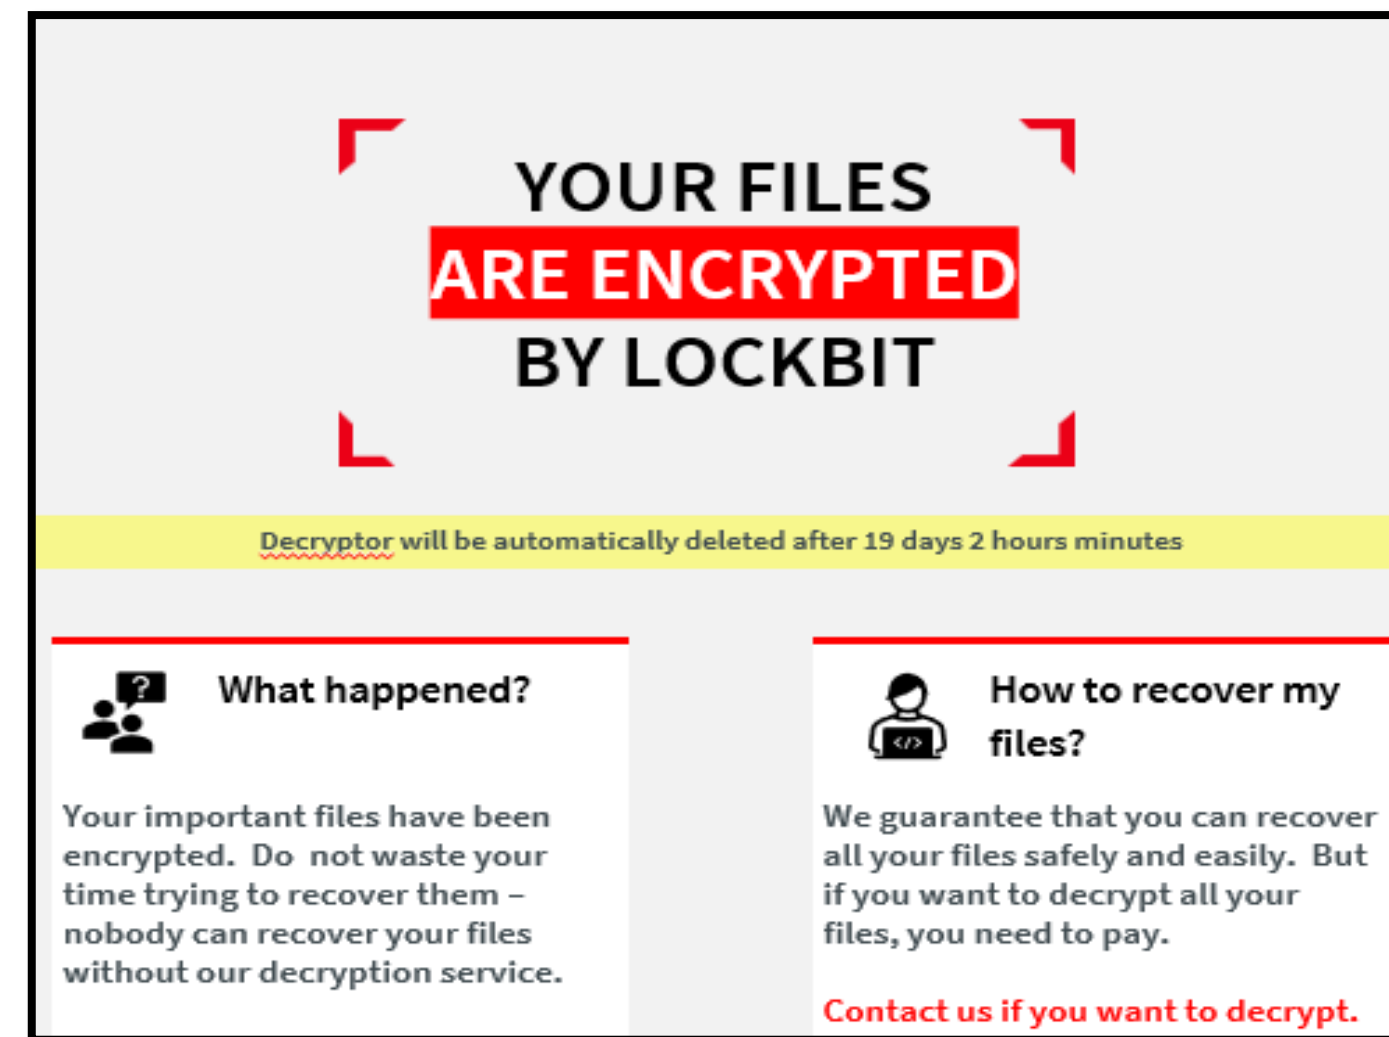 YOUR FILES
ARE ENCRYPTED
BY LOCKBIT
Decryptor will be automatically deleted after 19 days 2 hours minutes
?
What happened?
Your important files have been
encrypted.  Do  not waste your
time trying to recover them –
nobody can recover your files
without our decryption service.
</>
How to recover my
files?
We guarantee that you can recover
all your files safely and easily.  But
if you want to decrypt all your
files, you need to pay.
Contact us if you want to decrypt.